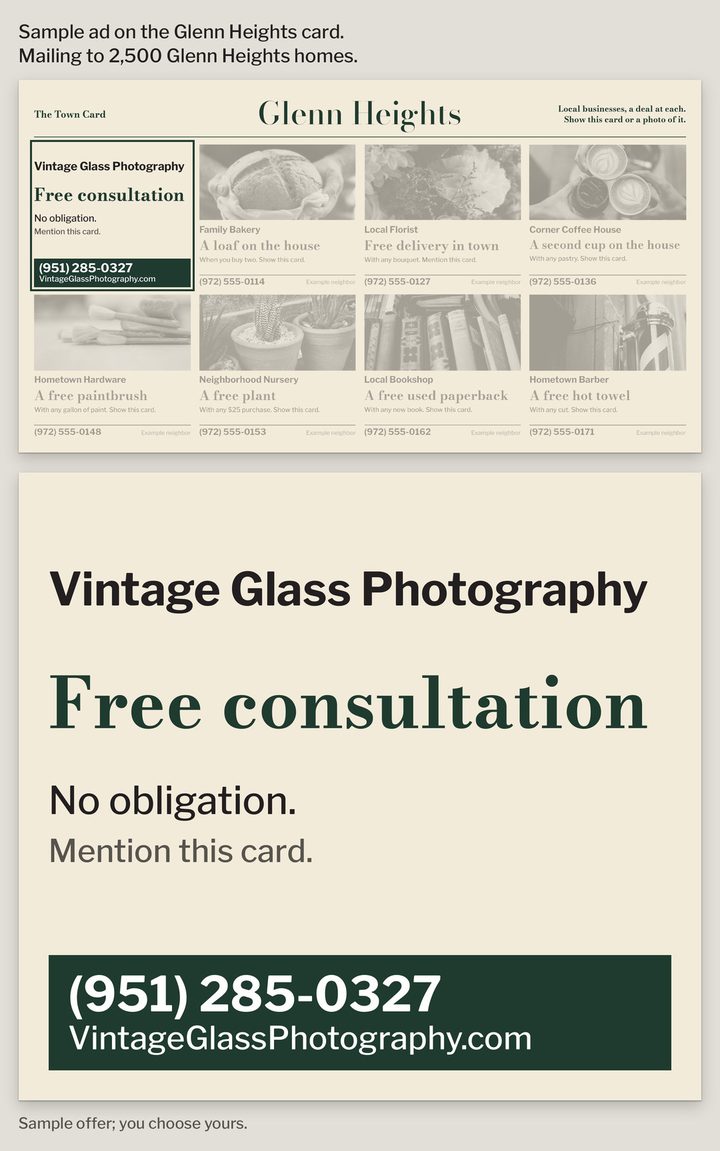 Sample ad on the Glenn Heights card.
Mailing to 2,500 Glenn Heights homes.
The Town Card
Glenn Heights
Local businesses, a deal at each.
Show this card or a photo of it.
Vintage Glass Photography
Free consultation
No obligation.
Mention this card.
(951) 285-0327
VintageGlassPhotography.com
Family Bakery
A loaf on the house
When you buy two. Show this card.
(972) 555-0114
Example neighbor
Local Florist
Free delivery in town
With any bouquet. Mention this card.
(972) 555-0127
Example neighbor
Corner Coffee House
A second cup on the house
With any pastry. Show this card.
(972) 555-0136
Example neighbor
Hometown Hardware
A free paintbrush
With any gallon of paint. Show this card.
(972) 555-0148
Example neighbor
Neighborhood Nursery
A free plant
With any $25 purchase. Show this card.
(972) 555-0153
Example neighbor
Local Bookshop
A free used paperback
With any new book. Show this card.
(972) 555-0162
Example neighbor
Hometown Barber
A free hot towel
With any cut. Show this card.
(972) 555-0171
Example neighbor
Vintage Glass Photography
Free consultation
No obligation.
Mention this card.
(951) 285-0327
VintageGlassPhotography.com
Sample offer; you choose yours.